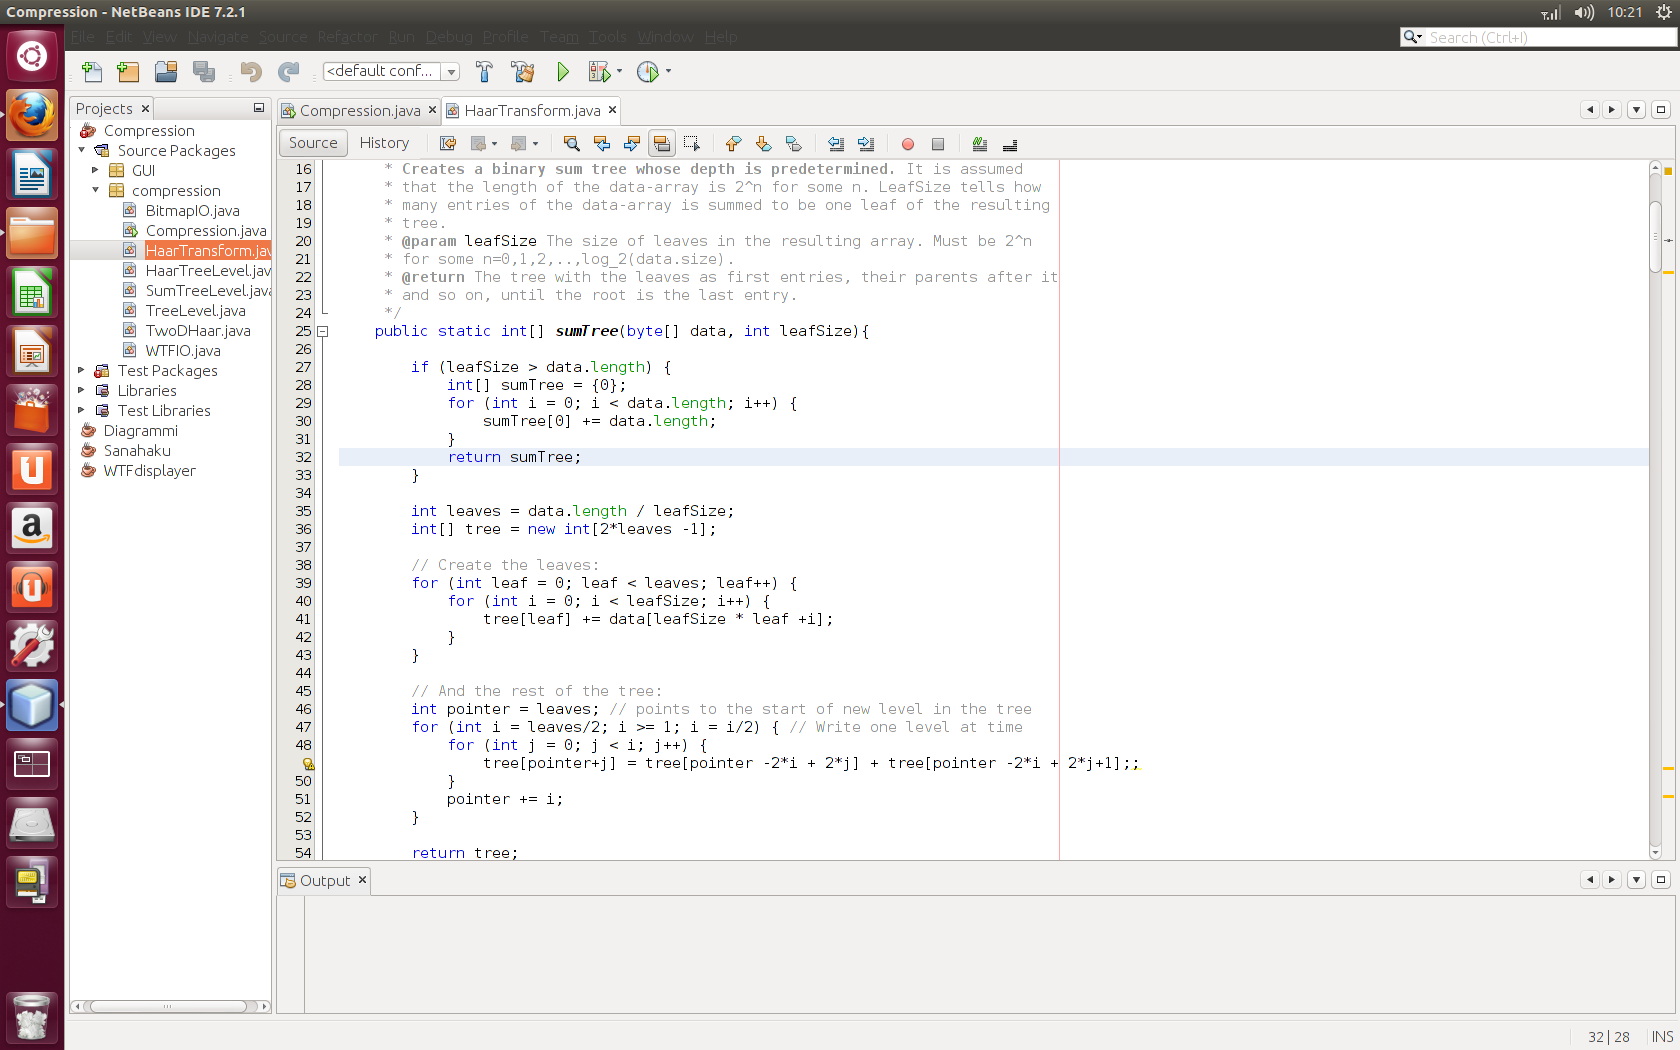 Compression - NetBeans IDE 7.2.1
10:21
File Edit View Navigate Source Refactor Run Debug Profile Team Tools Window Help
Search (Ctrl+I)
<default conf...
Projects
Compression.java
HaarTransform.java
Source
History
Compression
Source Packages
GUI
compression
BitmapIO.java
Compression.java
HaarTransform.jav
HaarTreeLevel.jav
SumTreeLevel.java
TreeLevel.java
TwoDHaar.java
WTFIO.java
Test Packages
Libraries
Test Libraries
Diagrammi
Sanahaku
WTFdisplayer
16 * Creates a binary sum tree whose depth is predetermined. It is assumed
17 * that the length of the data-array is 2^n for some n. LeafSize tells how
18 * many entries of the data-array is summed to be one leaf of the resulting
19 * tree.
20 * @param leafSize The size of leaves in the resulting array. Must be 2^n
21 * for some n=0,1,2,..,log_2(data.size).
22 * @return The tree with the leaves as first entries, their parents after it
23 * and so on, until the root is the last entry.
24 */
25 public static int[] sumTree(byte[] data, int leafSize){
26
27 if (leafSize > data.length) {
28 int[] sumTree = {0};
29 for (int i = 0; i < data.length; i++) {
30 sumTree[0] += data.length;
31 }
32 return sumTree;
33 }
34
35 int leaves = data.length / leafSize;
36 int[] tree = new int[2*leaves -1];
37
38 // Create the leaves:
39 for (int leaf = 0; leaf < leaves; leaf++) {
40 for (int i = 0; i < leafSize; i++) {
41 tree[leaf] += data[leafSize * leaf +i];
42 }
43 }
44
45 // And the rest of the tree:
46 int pointer = leaves; // points to the start of new level in the tree
47 for (int i = leaves/2; i >= 1; i = i/2) { // Write one level at time
48 for (int j = 0; j < i; j++) {
tree[pointer+j] = tree[pointer -2*i + 2*j] + tree[pointer -2*i + 2*j+1];;
50 }
51 pointer += i;
52 }
53
54 return tree;
Output
32|28 INS